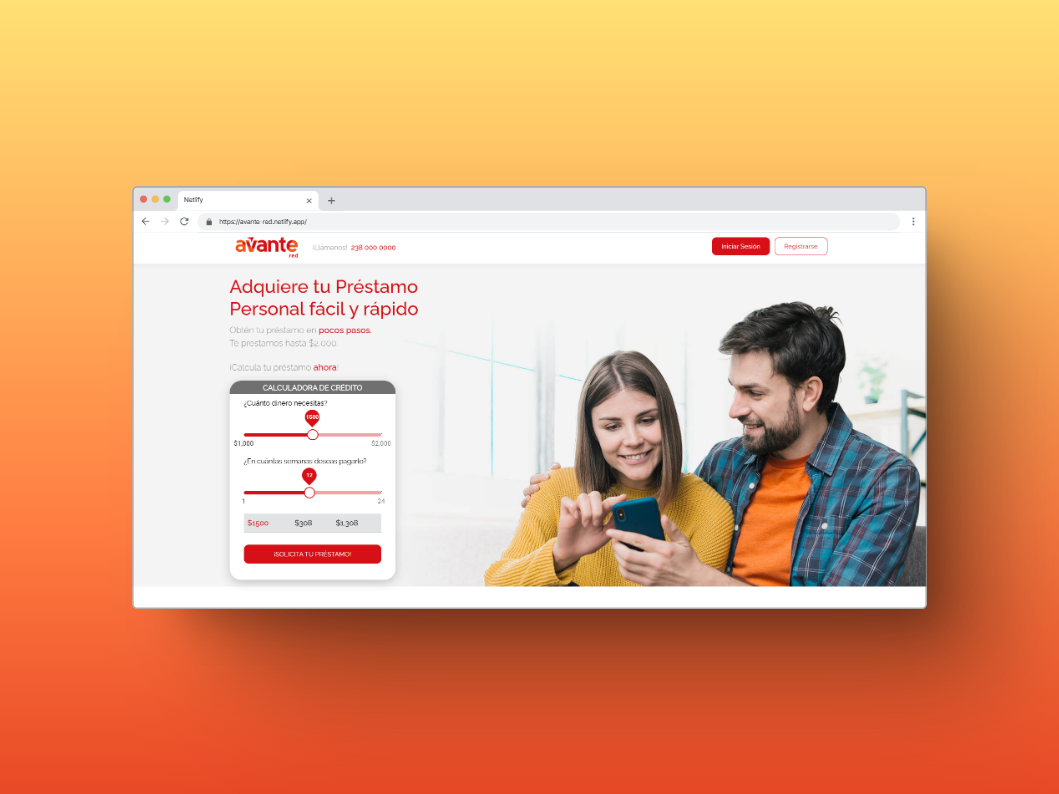 Netlify
https://avante-red.netlify.app/
avante
red
¡Llámanos! 238 000 0000
Iniciar Sesión
Registrarse
Adquiere tu Préstamo
Personal fácil y rápido
Obtén tu préstamo en pocos pasos.
Te prestamos hasta $2,000.
¡Calcula tu préstamo ahora!
CALCULADORA DE CRÉDITO
¿Cuánto dinero necesitas?
1500
$1,000 $2,000
¿En cuántas semanas deseas pagarlo?
12
1 24
$1500 $308 $1,308
¡SOLICITA TU PRÉSTAMO!